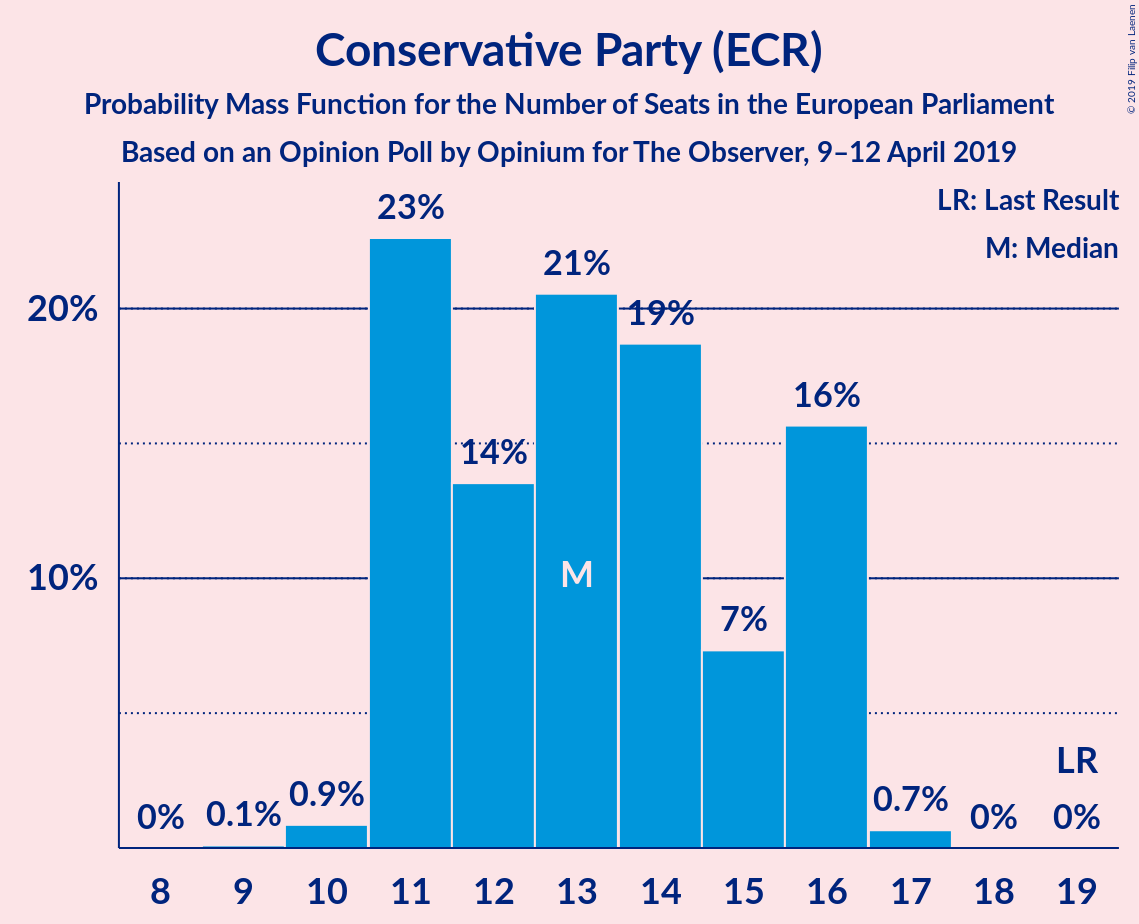 Conservative Party (ECR)
Probability Mass Function for the Number of Seats in the European Parliament
Based on an Opinion Poll by Opinium for The Observer, 9–12 April 2019
© 2019 Filip van Laenen
LR: Last Result
M: Median
20%
10%
0%
0.1%
0.9%
23%
14%
21%
M
19%
7%
16%
0.7%
0%
LR
0%
8 9 10 11 12 13 14 15 16 17 18 19